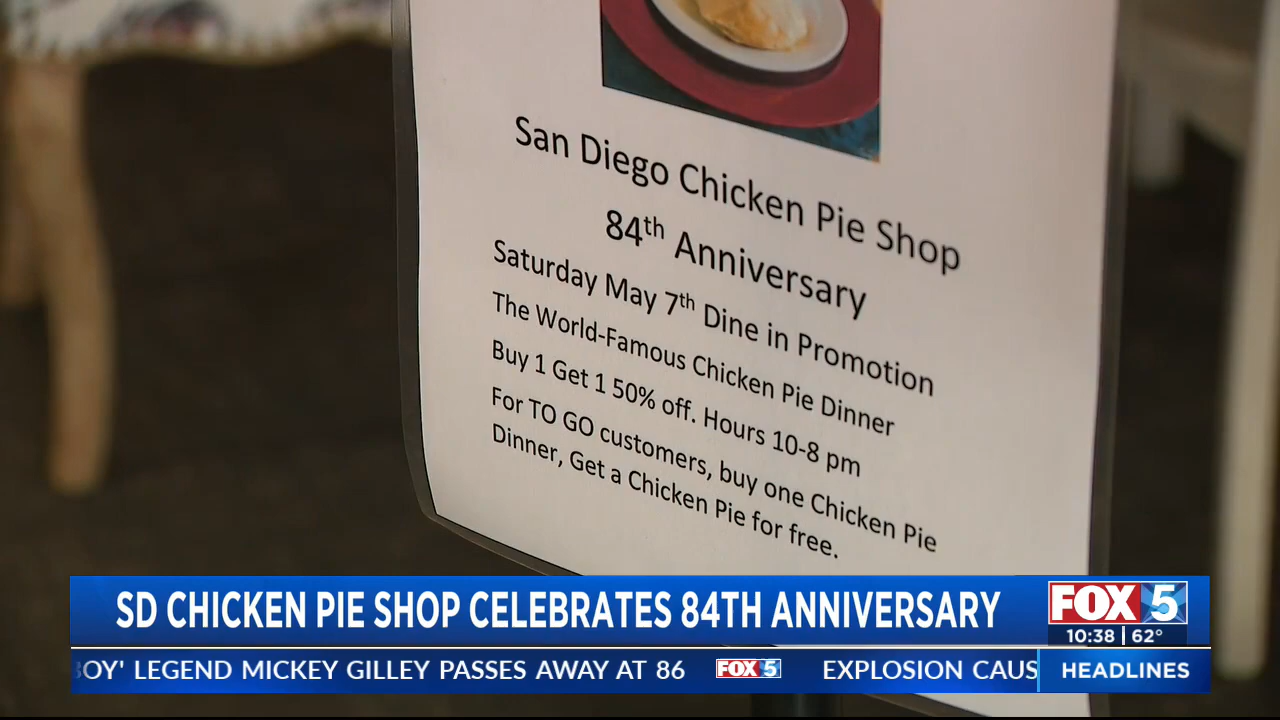 San Diego Chicken Pie Shop
84th Anniversary
Saturday May 7th Dine in Promotion
The World-Famous Chicken Pie Dinner
Buy 1 Get 1 50% off. Hours 10-8 pm
For TO GO customers, buy one Chicken Pie
Dinner, Get a Chicken Pie for free.
SD CHICKEN PIE SHOP CELEBRATES 84TH ANNIVERSARY
FOX 5
10:38 | 62°
LEGEND MICKEY GILLEY PASSES AWAY AT 86 FOX 5 EXPLOSION
HEADLINES